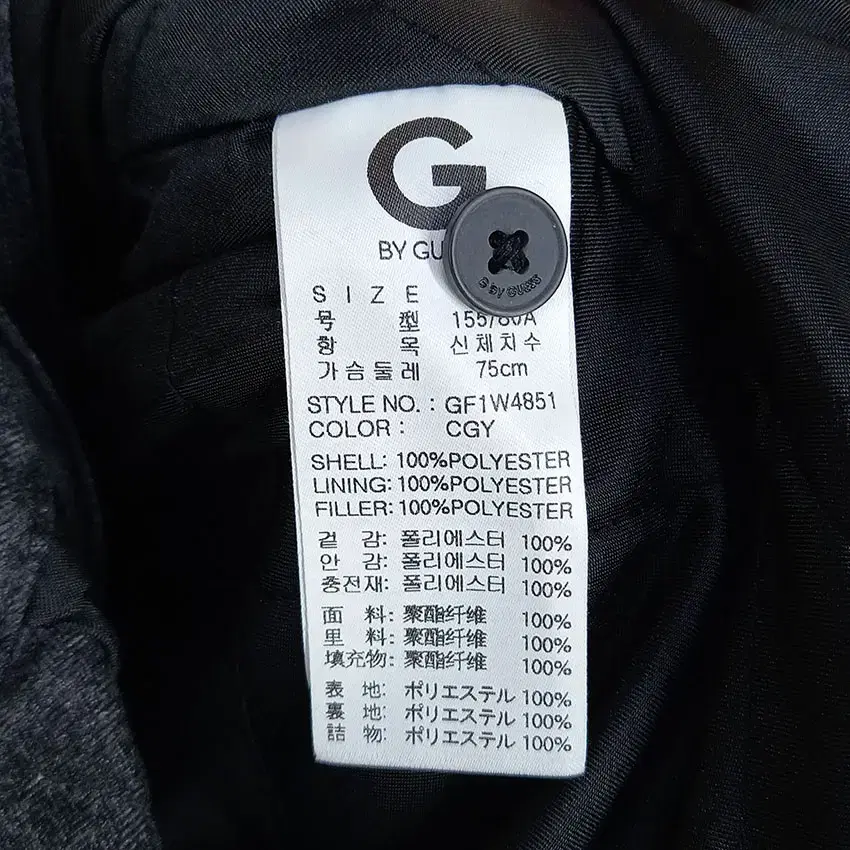 G
BY GU
G BY GUESS
SIZE
号 型 155/80A
항 목 신체치수
가슴둘레 75cm
STYLE NO. : GF1W4851
COLOR : CGY
SHELL: 100%POLYESTER
LINING: 100%POLYESTER
FILLER: 100%POLYESTER
겉 감: 폴리에스터 100%
안 감: 폴리에스터 100%
충전재: 폴리에스터 100%
面 料: 聚酯纤维 100%
里 料: 聚酯纤维 100%
填充物: 聚酯纤维 100%
表 地: ポリエステル 100%
裏 地: ポリエステル 100%
詰 物: ポリエステル 100%